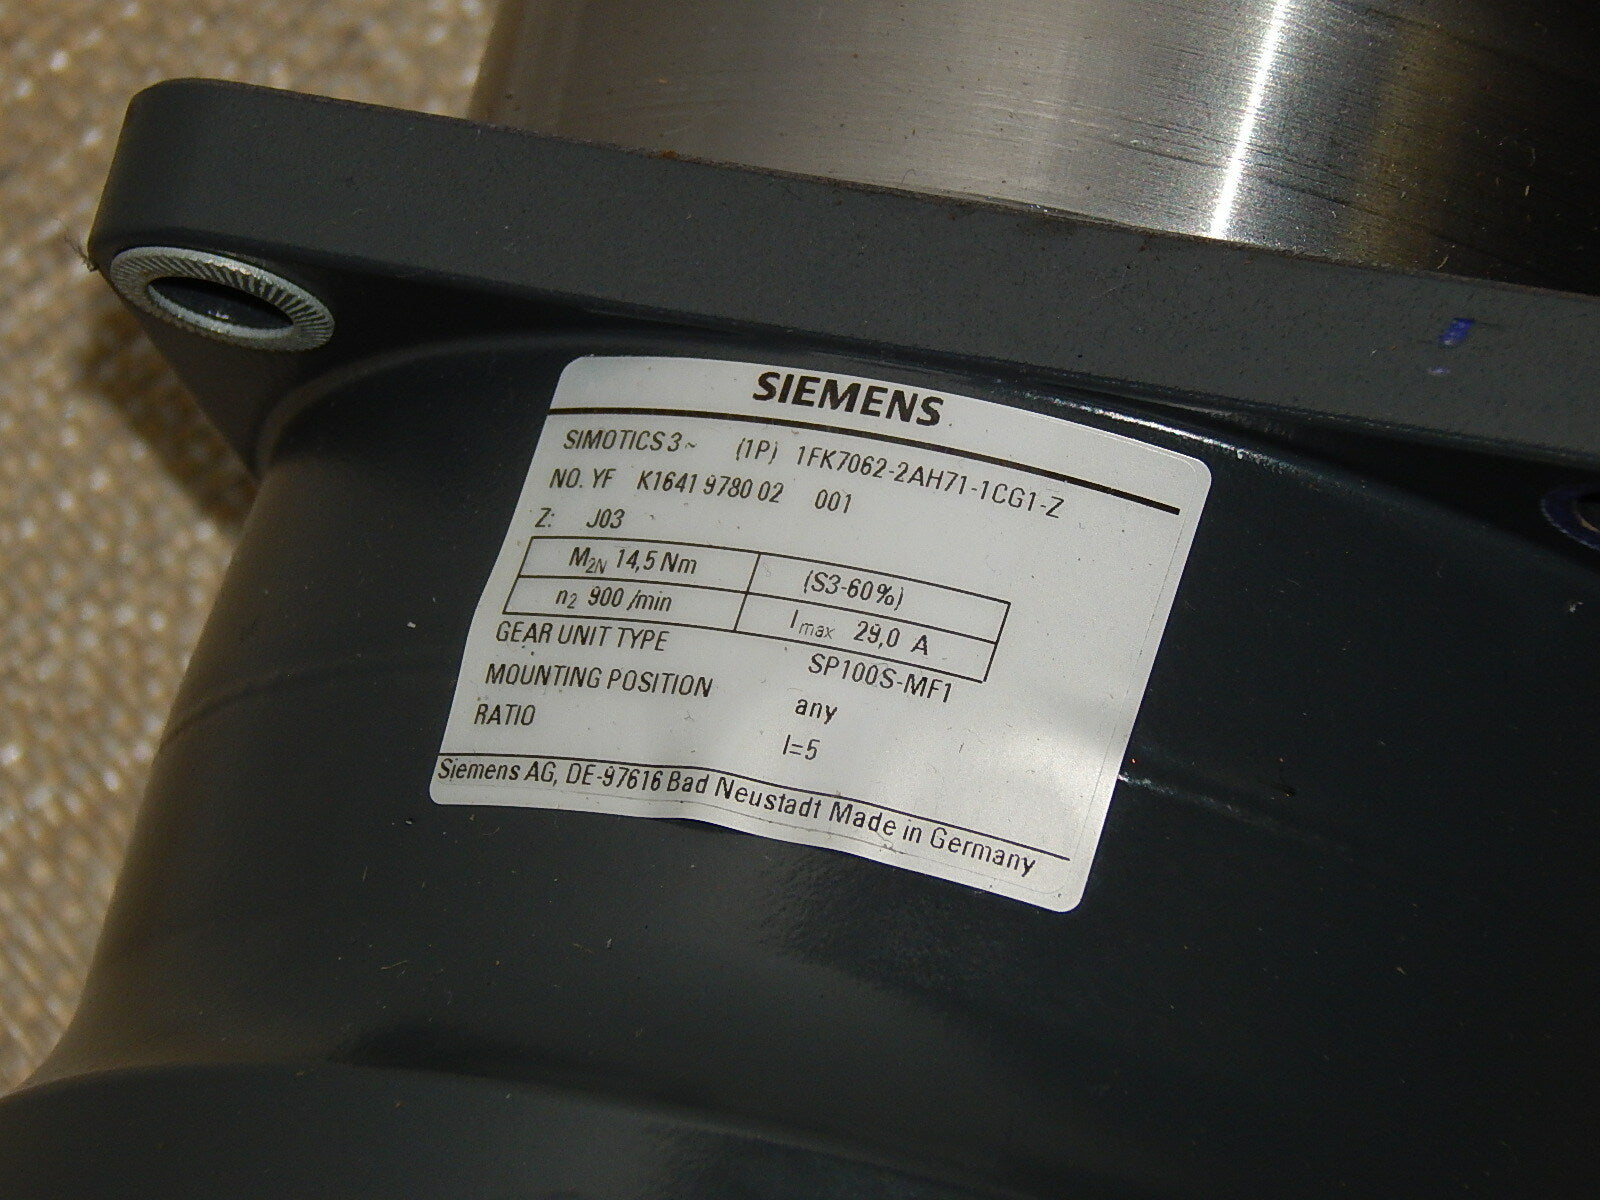 SIEMENS
SIMOTICS 3~ (1P) 1FK7062-2AH71-1CG1-Z
NO. YF K1641 9780 02 001
Z: J03
M2N 14,5 Nm (S3-60%)
n2 900 /min Imax 29,0 A
GEAR UNIT TYPE SP100S-MF1
MOUNTING POSITION any
RATIO I=5
Siemens AG, DE-97616 Bad Neustadt Made in Germany